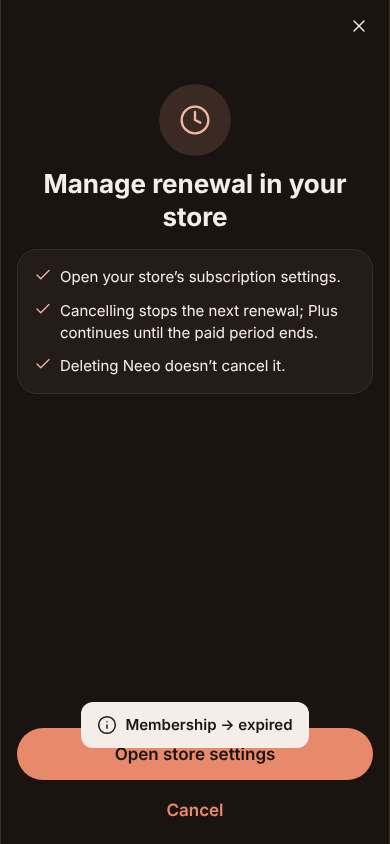 Manage renewal in your
store
Open your store’s subscription settings.
Cancelling stops the next renewal; Plus
continues until the paid period ends.
Deleting Neeo doesn’t cancel it.
Membership → expired
Open store settings
Cancel